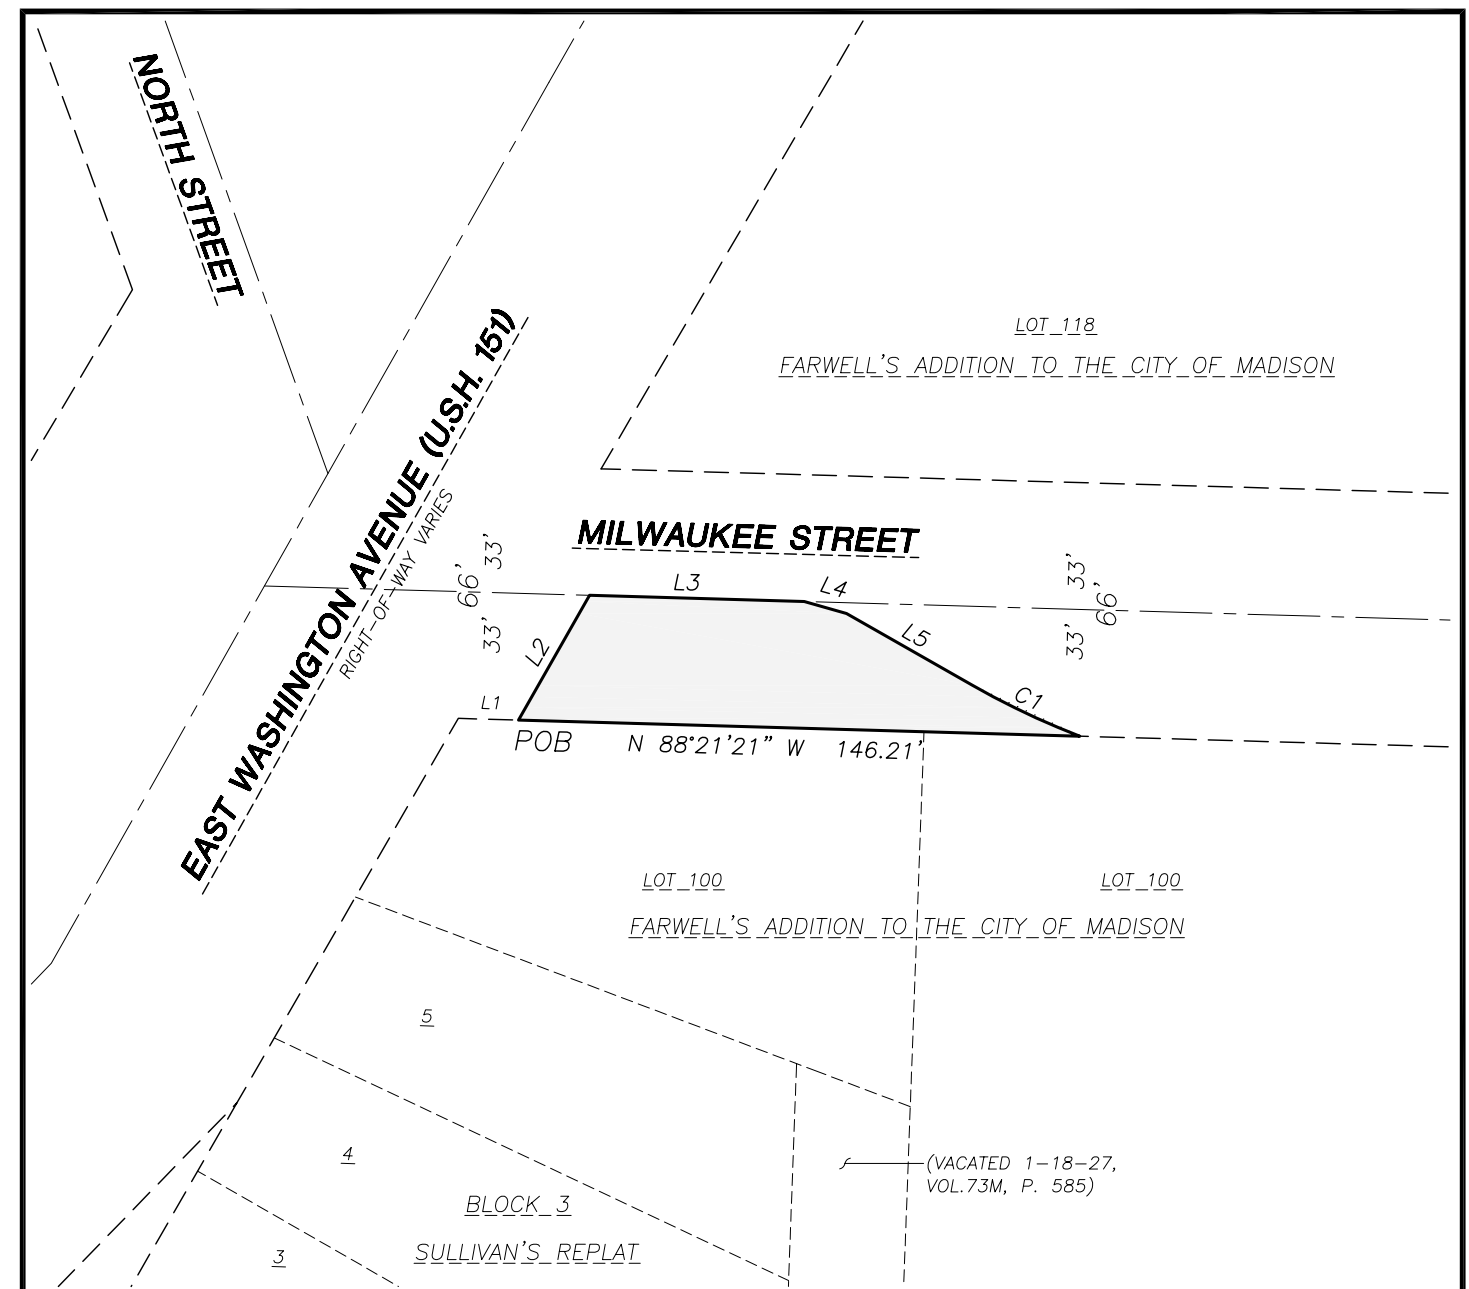 NORTH STREET
EAST WASHINGTON AVENUE (U.S.H. 151)
RIGHT-OF-WAY VARIES
LOT 118
FARWELL'S ADDITION TO THE CITY OF MADISON
MILWAUKEE STREET
33'
66'
33'
L3
L4
33'
66'
33'
L2
L5
L1
C1
POB
N 88°21'21" W 146.21'
LOT 100
LOT 100
FARWELL'S ADDITION TO THE CITY OF MADISON
5
4
(VACATED 1-18-27,
VOL.73M, P. 585)
BLOCK 3
SULLIVAN'S REPLAT
3